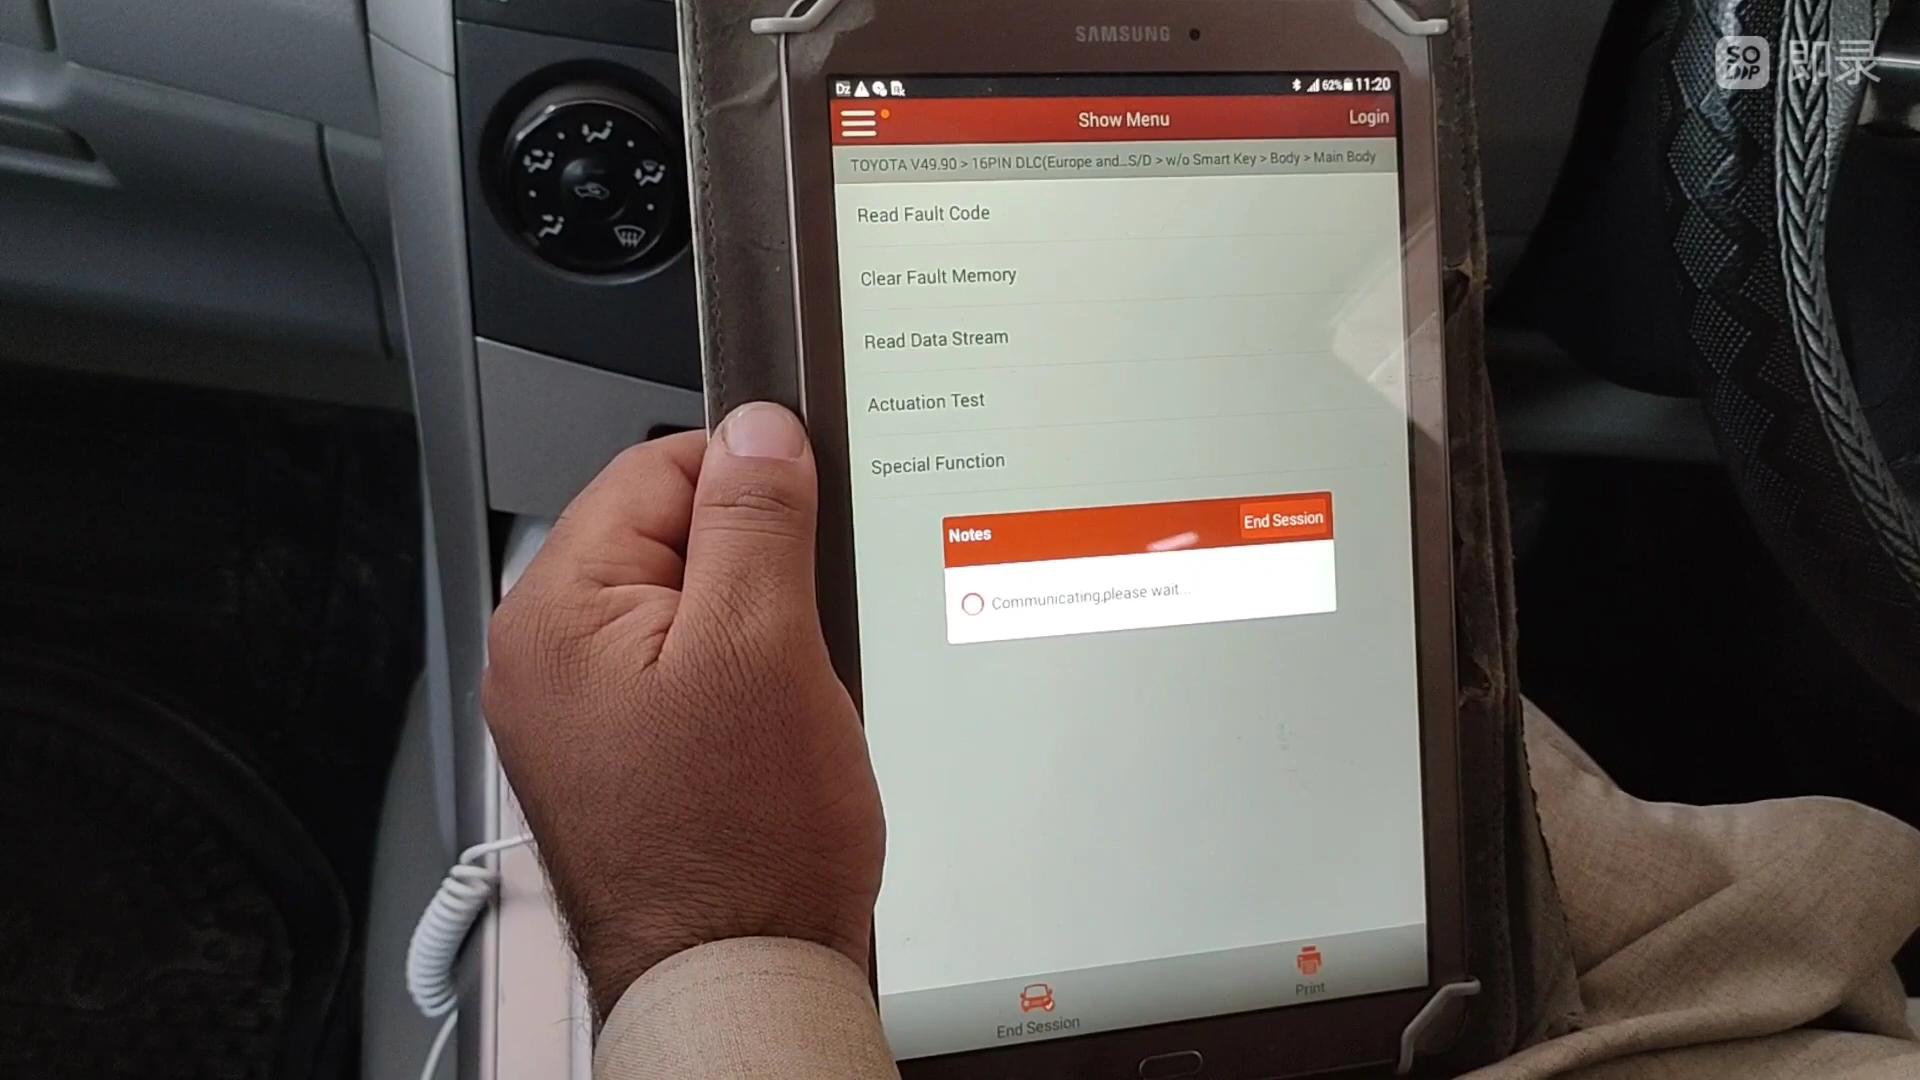 SAMSUNG
SO
即录
Dz 62% 11:20
Show Menu
Login
TOYOTA V49.90 > 16PIN DLC(Europe and...S/D > w/o Smart Key > Body > Main Body
Read Fault Code
Clear Fault Memory
Read Data Stream
Actuation Test
Special Function
Notes
End Session
Communicating,please wait...
End Session
Print